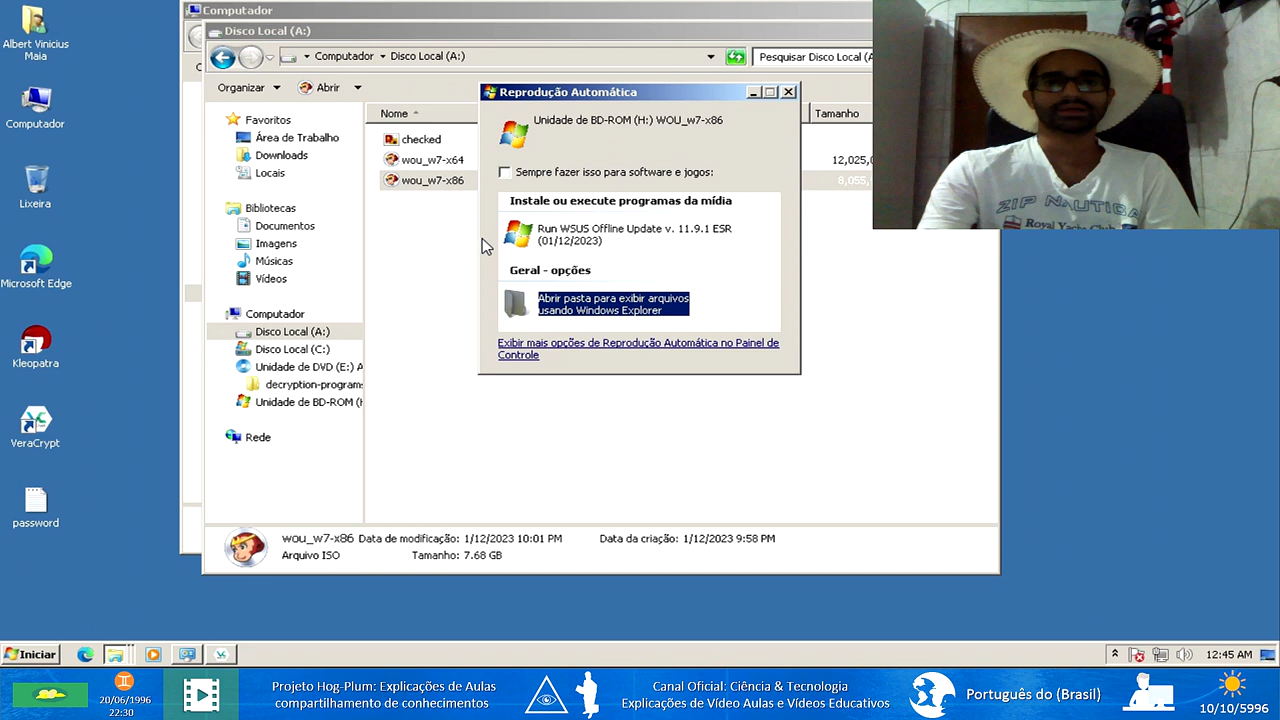 Albert Vinicius
Maia
Computador
Lixeira
Microsoft Edge
Kleopatra
VeraCrypt
password
Computador
Disco Local (A:)
Computador
Disco Local (A:)
Pesquisar Disco Local (A
Organizar
Abrir
Favoritos
Área de Trabalho
Downloads
Locais
Bibliotecas
Documentos
Imagens
Músicas
Vídeos
Computador
Disco Local (A:)
Disco Local (C:)
Unidade de DVD (E:) A
decryption-program
Unidade de BD-ROM (H
Rede
Nome
Tamanho
checked
wou_w7-x64
12,025,0
wou_w7-x86
8,055,
Reprodução Automática
Unidade de BD-ROM (H:) WOU_w7-x86
Sempre fazer isso para software e jogos:
Instale ou execute programas da mídia
Run WSUS Offline Update v. 11.9.1 ESR
(01/12/2023)
Geral - opções
Abrir pasta para exibir arquivos
usando Windows Explorer
Exibir mais opções de Reprodução Automática no Painel de
Controle
wou_w7-x86 Data de modificação: 1/12/2023 10:01 PM Data da criação: 1/12/2023 9:58 PM
Arquivo ISO Tamanho: 7.68 GB
ZIP NAUTICA
Royal Yacht Club
Iniciar
12:45 AM
20/06/1996
22:30
Projeto Hog-Plum: Explicações de Aulas
compartilhamento de conhecimentos
Canal Oficial: Ciência & Tecnologia
Explicações de Vídeo Aulas e Vídeos Educativos
Português do (Brasil)
10/10/5996